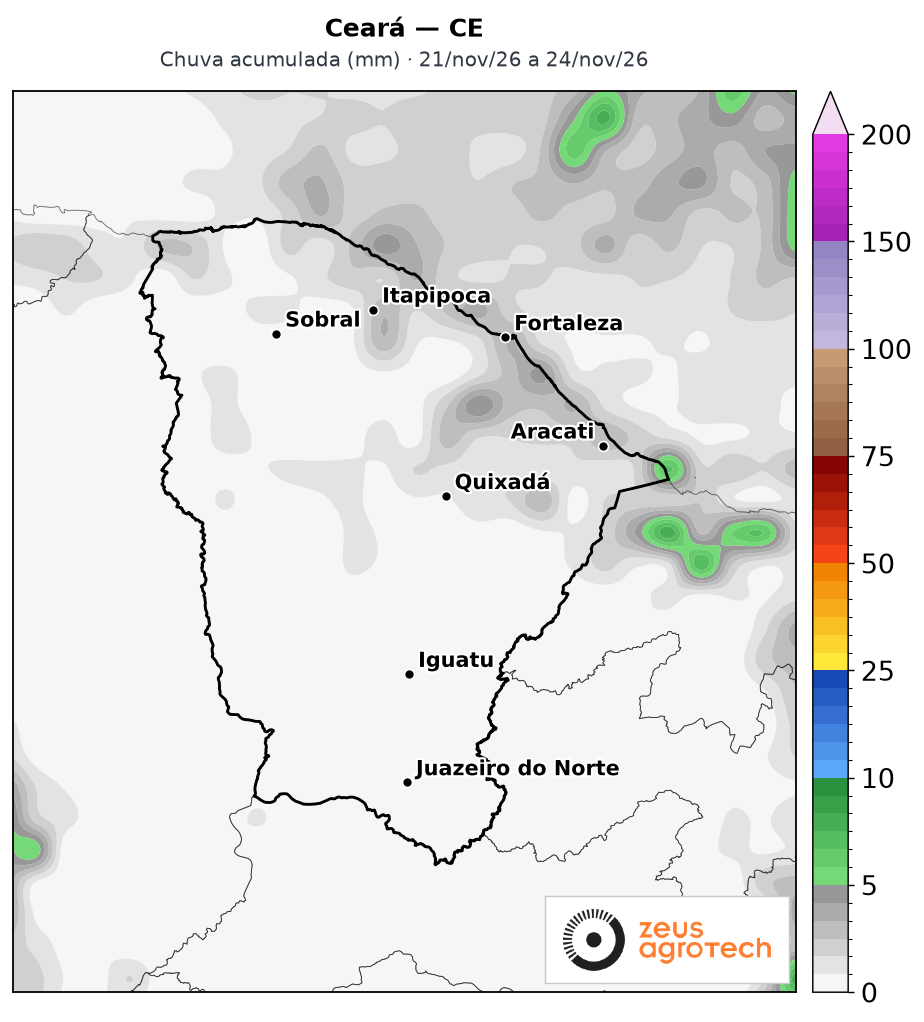 Ceará — CE
Chuva acumulada (mm) · 21/nov/26 a 24/nov/26
200
150
100
75
50
25
10
5
0
Itapipoca
Sobral
Fortaleza
Aracati
Quixadá
Iguatu
Juazeiro do Norte
zeus
agrotech